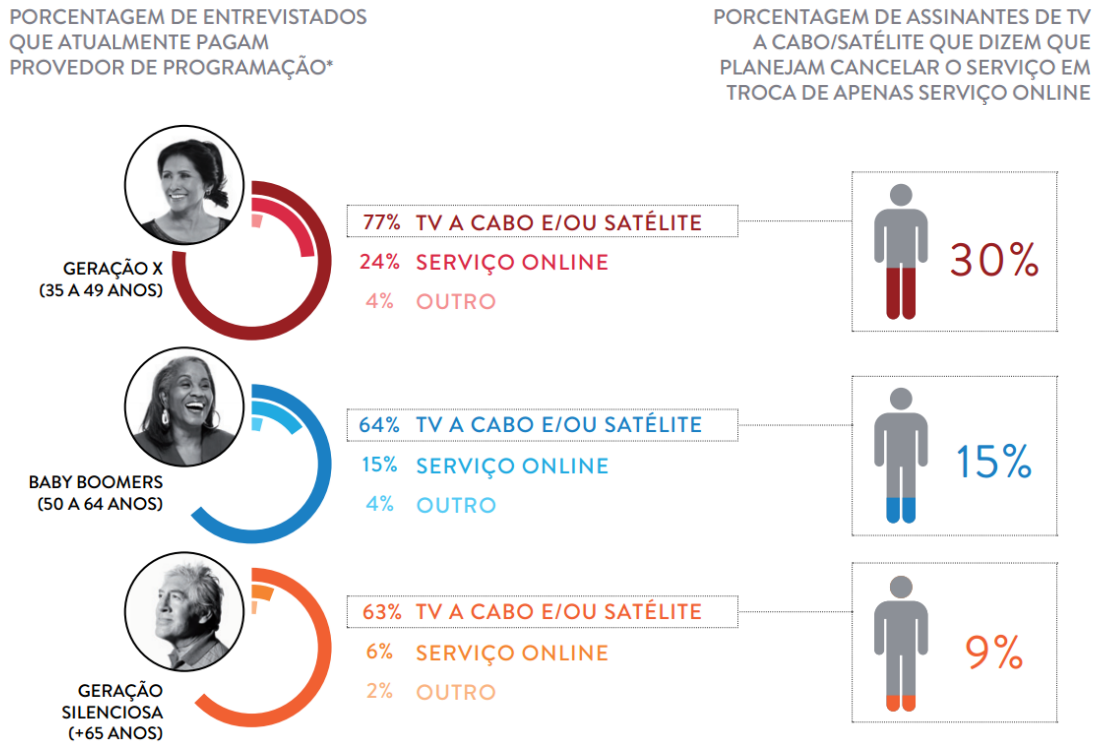 PORCENTAGEM DE ENTREVISTADOS
QUE ATUALMENTE PAGAM
PROVEDOR DE PROGRAMAÇÃO*
PORCENTAGEM DE ASSINANTES DE TV
A CABO/SATÉLITE QUE DIZEM QUE
PLANEJAM CANCELAR O SERVIÇO EM
TROCA DE APENAS SERVIÇO ONLINE
GERAÇÃO X
(35 A 49 ANOS)
77% TV A CABO E/OU SATÉLITE
24% SERVIÇO ONLINE
4% OUTRO
30%
BABY BOOMERS
(50 A 64 ANOS)
64% TV A CABO E/OU SATÉLITE
15% SERVIÇO ONLINE
4% OUTRO
15%
GERAÇÃO
SILENCIOSA
(+65 ANOS)
63% TV A CABO E/OU SATÉLITE
6% SERVIÇO ONLINE
2% OUTRO
9%